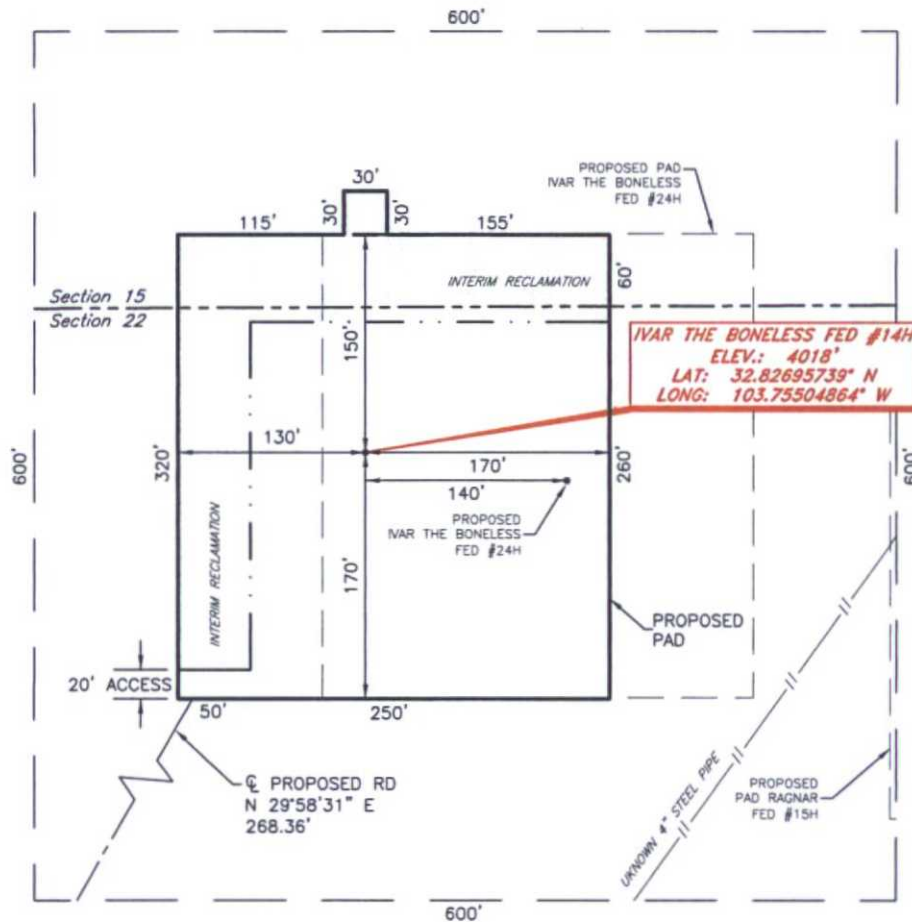 600'
PROPOSED PAD
IVAR THE BONELESS
FED #24H
30'
30'
30'
115'
155'
60'
INTERIM RECLAMATION
Section 15
Section 22
150'
IVAR THE BONELESS FED #14H
ELEV.: 4018'
LAT: 32.82695739° N
LONG: 103.75504864° W
600'
320'
130'
170'
140'
260'
600'
PROPOSED
IVAR THE BONELESS
FED #24H
INTERIM RECLAMATION
170'
PROPOSED
PAD
20' ACCESS
50'
250'
℄ PROPOSED RD
N 29°58'31" E
268.36'
UKNOWN 4" STEEL PIPE
PROPOSED
PAD RAGNAR
FED #15H
600'